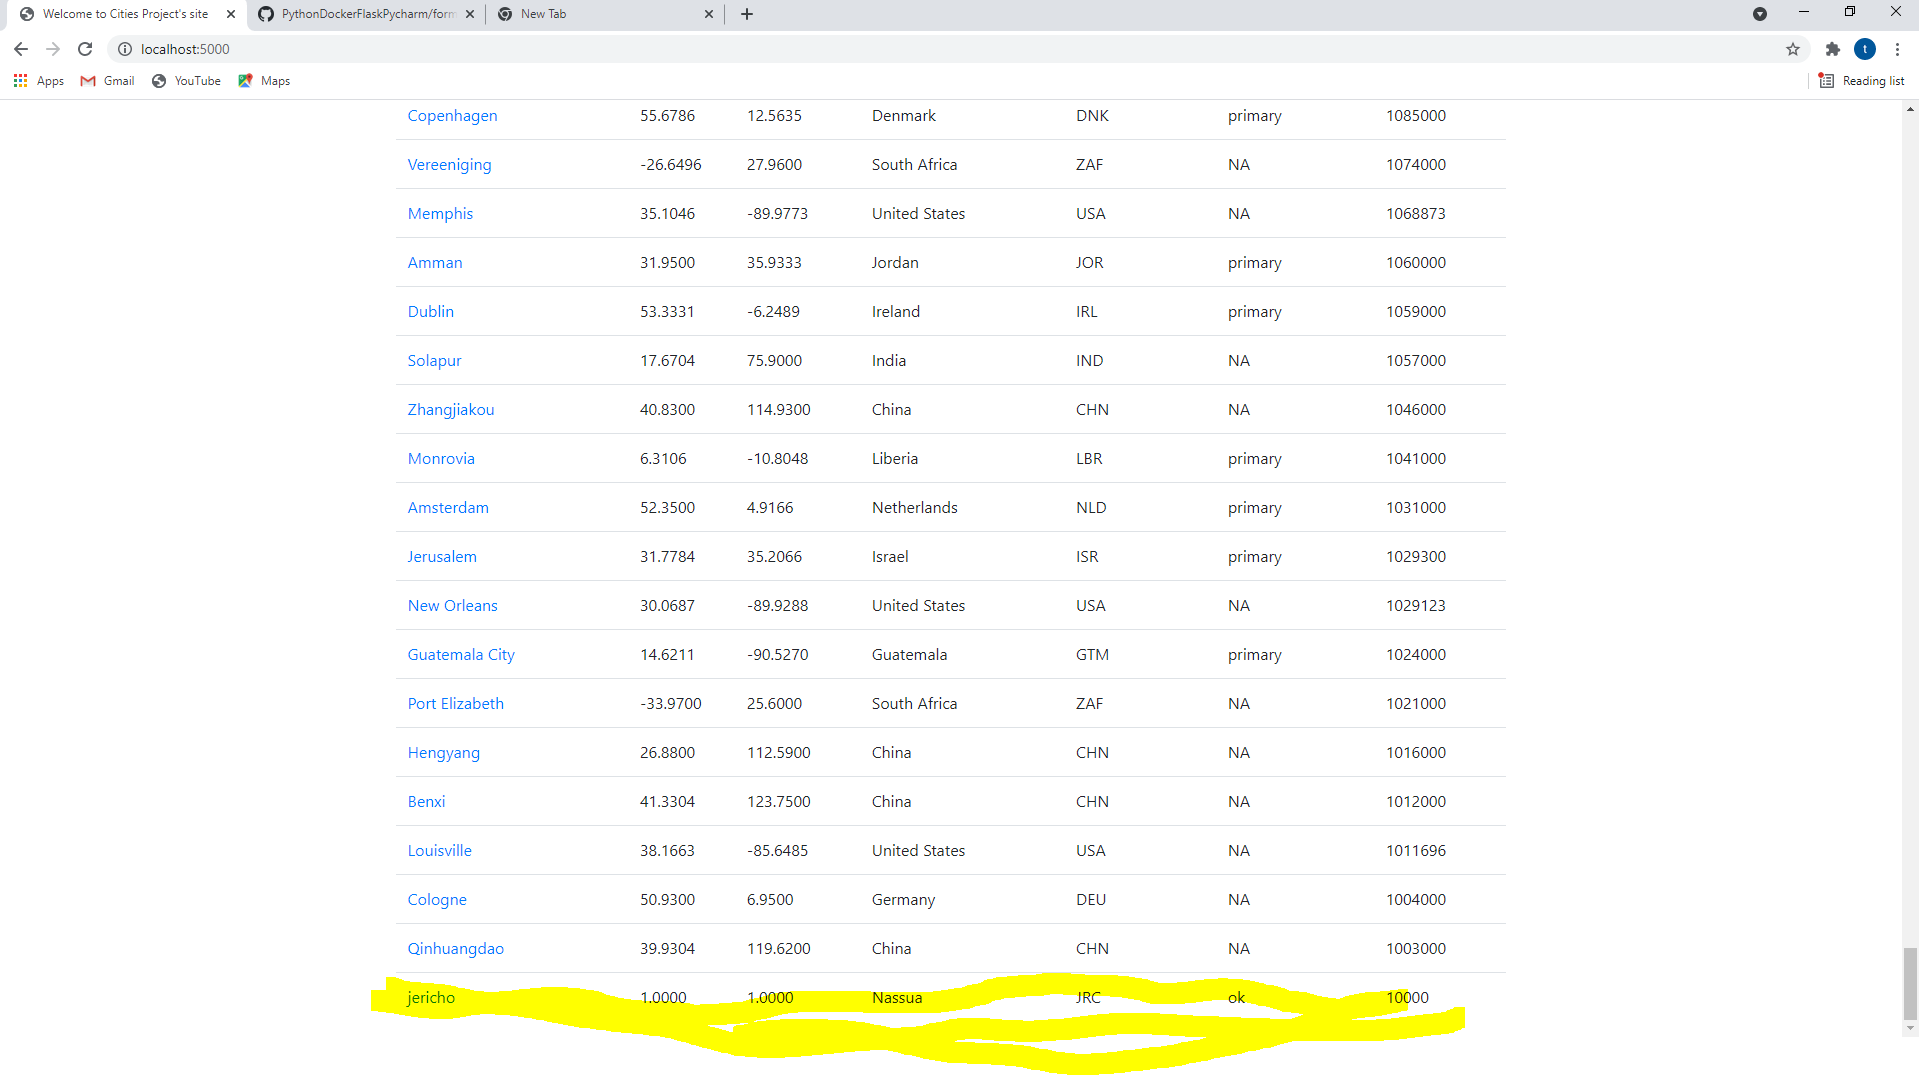 Welcome to Cities Project's site PythonDockerFlaskPycharm/form New Tab
localhost:5000 t
Apps Gmail YouTube Maps Reading list
Copenhagen 55.6786 12.5635 Denmark DNK primary 1085000
Vereeniging -26.6496 27.9600 South Africa ZAF NA 1074000
Memphis 35.1046 -89.9773 United States USA NA 1068873
Amman 31.9500 35.9333 Jordan JOR primary 1060000
Dublin 53.3331 -6.2489 Ireland IRL primary 1059000
Solapur 17.6704 75.9000 India IND NA 1057000
Zhangjiakou 40.8300 114.9300 China CHN NA 1046000
Monrovia 6.3106 -10.8048 Liberia LBR primary 1041000
Amsterdam 52.3500 4.9166 Netherlands NLD primary 1031000
Jerusalem 31.7784 35.2066 Israel ISR primary 1029300
New Orleans 30.0687 -89.9288 United States USA NA 1029123
Guatemala City 14.6211 -90.5270 Guatemala GTM primary 1024000
Port Elizabeth -33.9700 25.6000 South Africa ZAF NA 1021000
Hengyang 26.8800 112.5900 China CHN NA 1016000
Benxi 41.3304 123.7500 China CHN NA 1012000
Louisville 38.1663 -85.6485 United States USA NA 1011696
Cologne 50.9300 6.9500 Germany DEU NA 1004000
Qinhuangdao 39.9304 119.6200 China CHN NA 1003000
jericho 1.0000 1.0000 Nassua JRC ok 10000